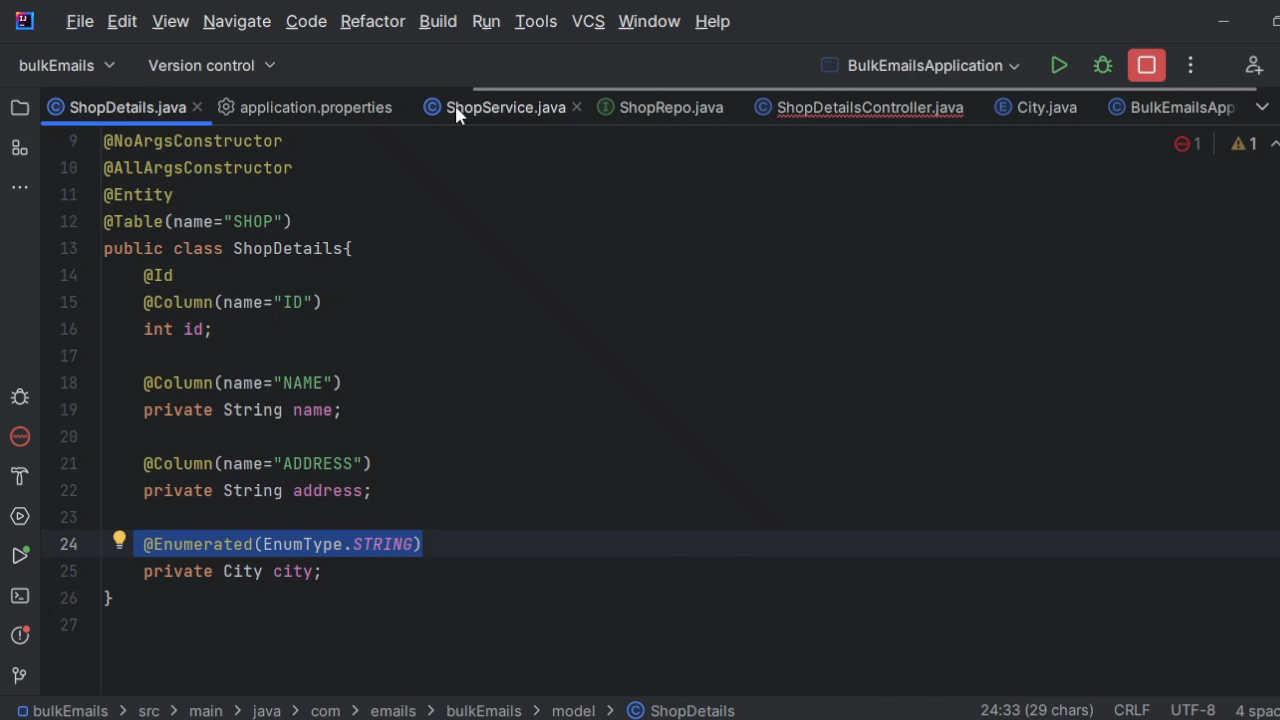 File Edit View Navigate Code Refactor Build Run Tools VCS Window Help
bulkEmails Version control BulkEmailsApplication
ShopDetails.java application.properties ShopService.java ShopRepo.java ShopDetailsController.java City.java BulkEmailsApp
9 @NoArgsConstructor 1 1
10 @AllArgsConstructor
11 @Entity
12 @Table(name="SHOP")
13 public class ShopDetails{
14 @Id
15 @Column(name="ID")
16 int id;
17
18 @Column(name="NAME")
19 private String name;
20
21 @Column(name="ADDRESS")
22 private String address;
23
24 @Enumerated(EnumType.STRING)
25 private City city;
26 }
27
bulkEmails > src > main > java > com > emails > bulkEmails > model > ShopDetails 24:33 (29 chars) CRLF UTF-8 4 spac